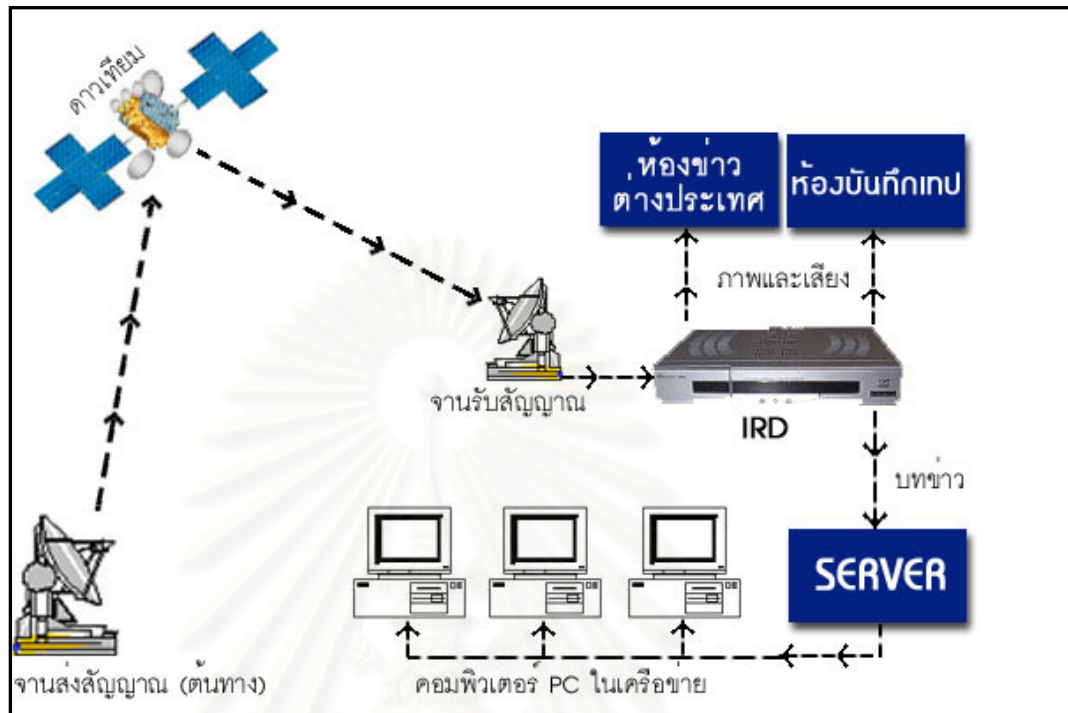 ดาวเทียม
ห้องข่าว
ต่างประเทศ
ห้องบันทึกเทป
ภาพและเสียง
จานรับสัญญาณ
IRD
บทข่าว
SERVER
จานส่งสัญญาณ (ต้นทาง)
คอมพิวเตอร์ PC ในเครือข่าย